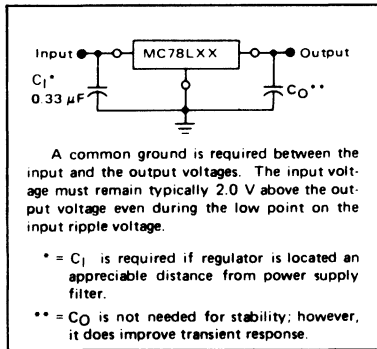 Input MC78LXX Output
C_I*
0.33 µF
C_O**
A common ground is required between the
input and the output voltages. The input volt-
age must remain typically 2.0 V above the out-
put voltage even during the low point on the
input ripple voltage.
* = C_I is required if regulator is located an
appreciable distance from power supply
filter.
** = C_O is not needed for stability; however,
it does improve transient response.